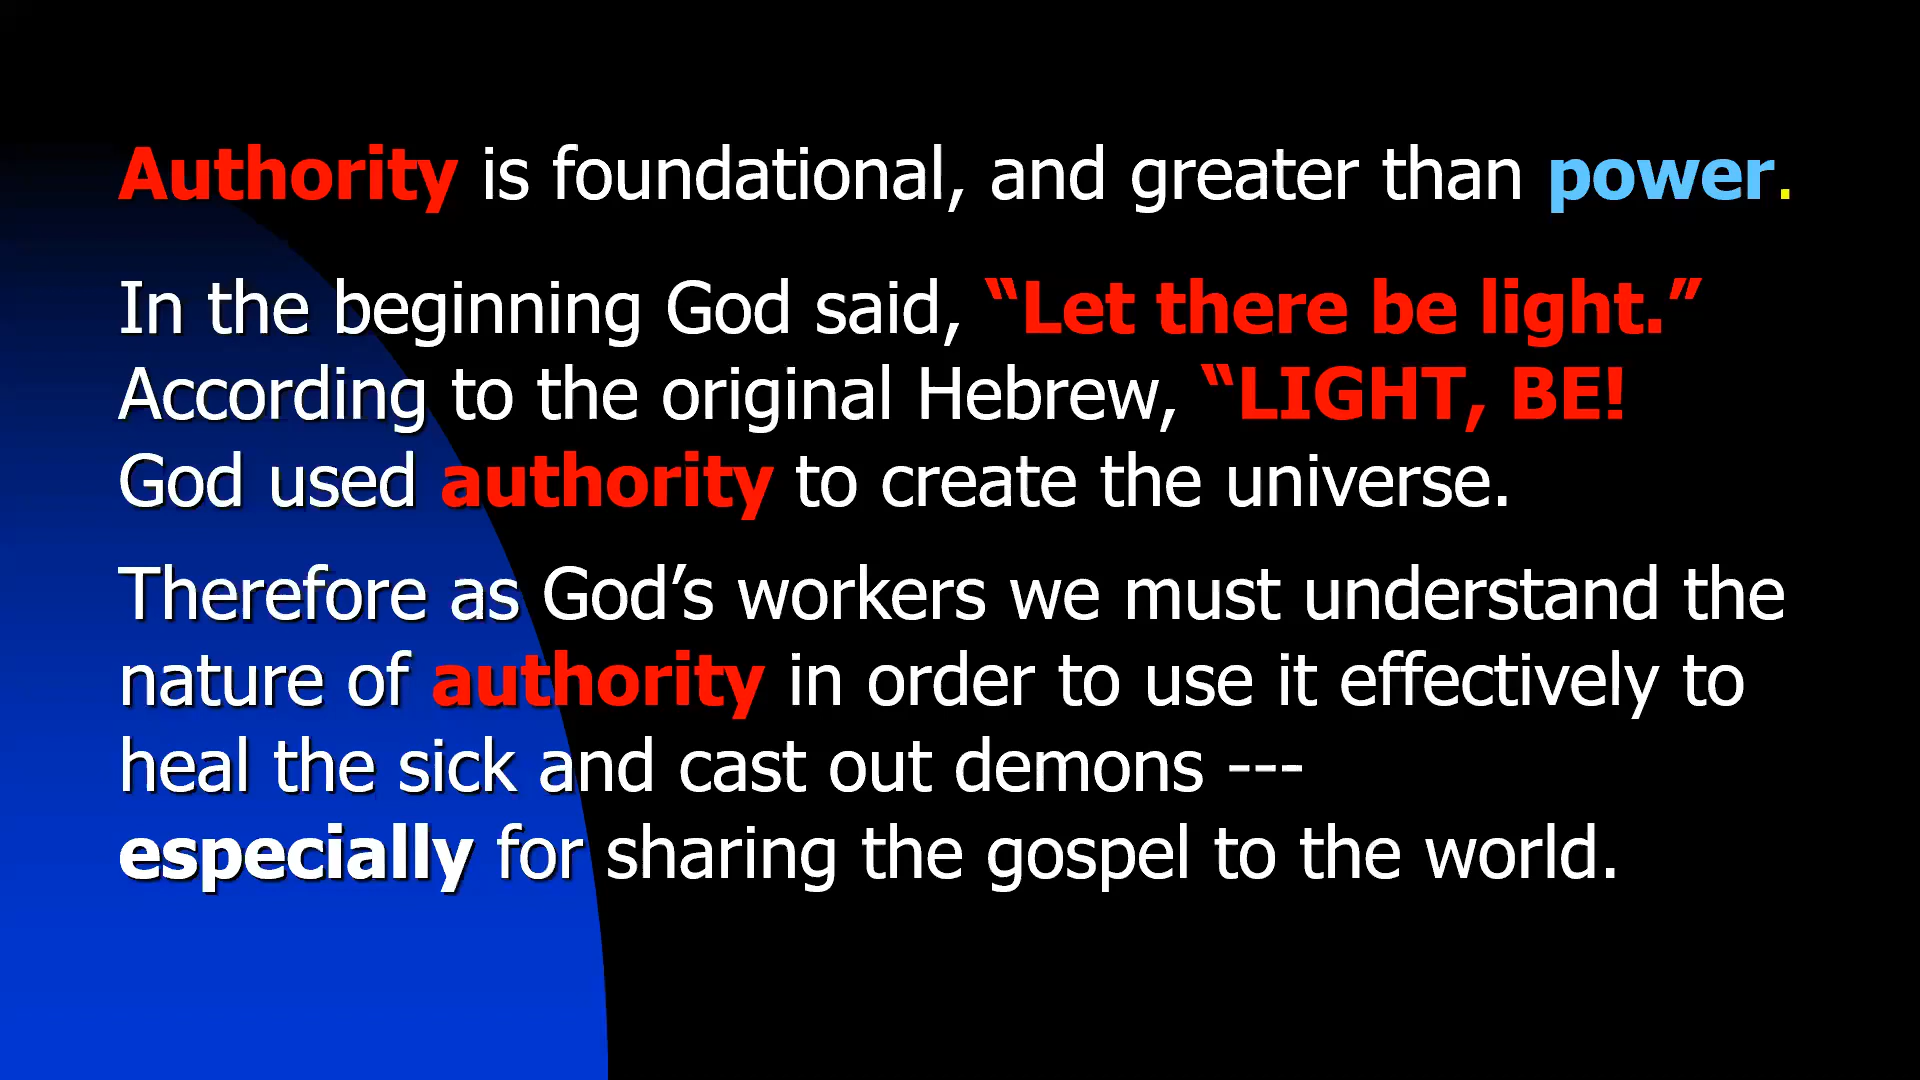 Authority is foundational, and greater than power.
In the beginning God said, “Let there be light.”
According to the original Hebrew, “LIGHT, BE!
God used authority to create the universe.
Therefore as God’s workers we must understand the
nature of authority in order to use it effectively to
heal the sick and cast out demons ---
especially for sharing the gospel to the world.